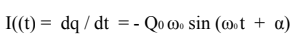 I((t) = dq / dt = - Q₀ ω₀ sin (ω₀t + α)